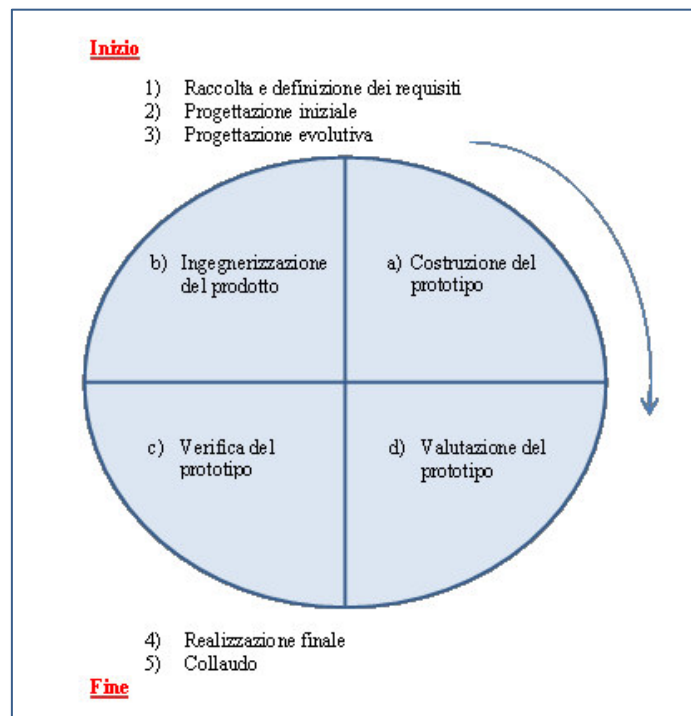 Inizio
1) Raccolta e definizione dei requisiti
2) Progettazione iniziale
3) Progettazione evolutiva
b) Ingegnerizzazione
del prodotto
a) Costruzione del
prototipo
c) Verifica del
prototipo
d) Valutazione del
prototipo
4) Realizzazione finale
5) Collaudo
Fine